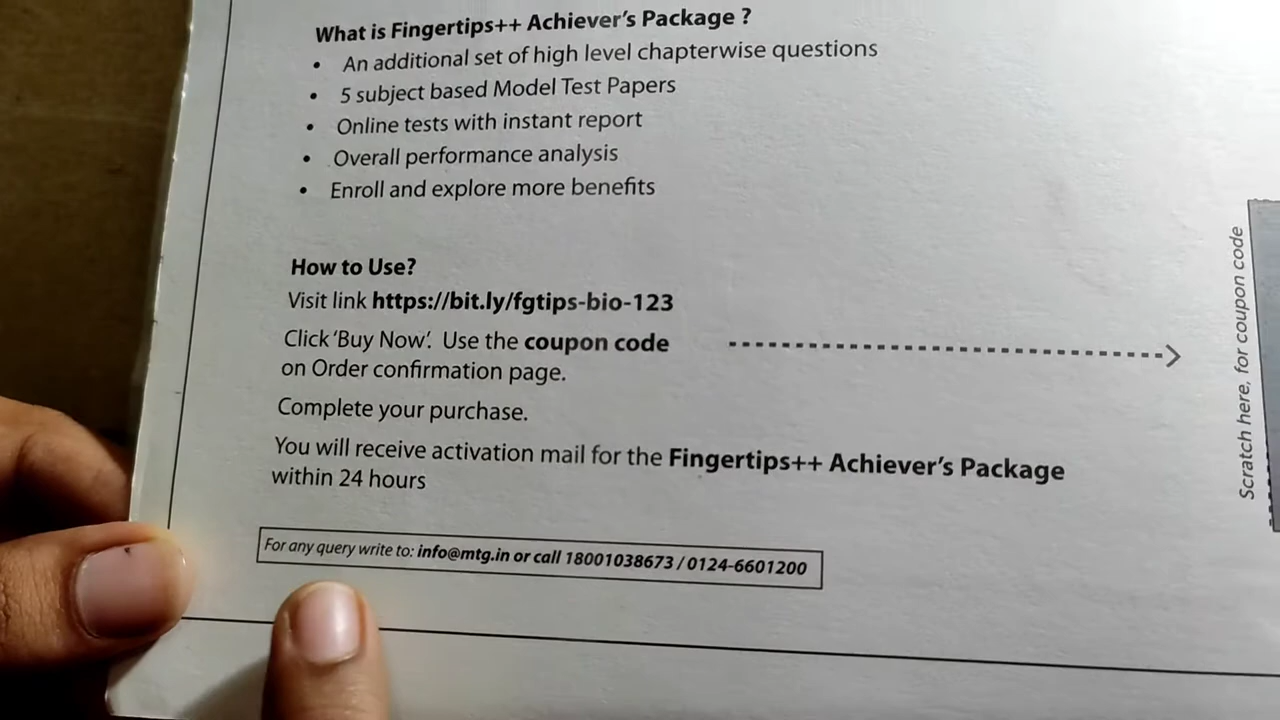 What is Fingertips++ Achiever's Package ?
• An additional set of high level chapterwise questions
• 5 subject based Model Test Papers
• Online tests with instant report
• Overall performance analysis
• Enroll and explore more benefits
How to Use?
Visit link https://bit.ly/fgtips-bio-123
Click 'Buy Now'. Use the coupon code
on Order confirmation page.
Complete your purchase.
You will receive activation mail for the Fingertips++ Achiever's Package
within 24 hours
For any query write to: info@mtg.in or call 18001038673 / 0124-6601200
Scratch here, for coupon code